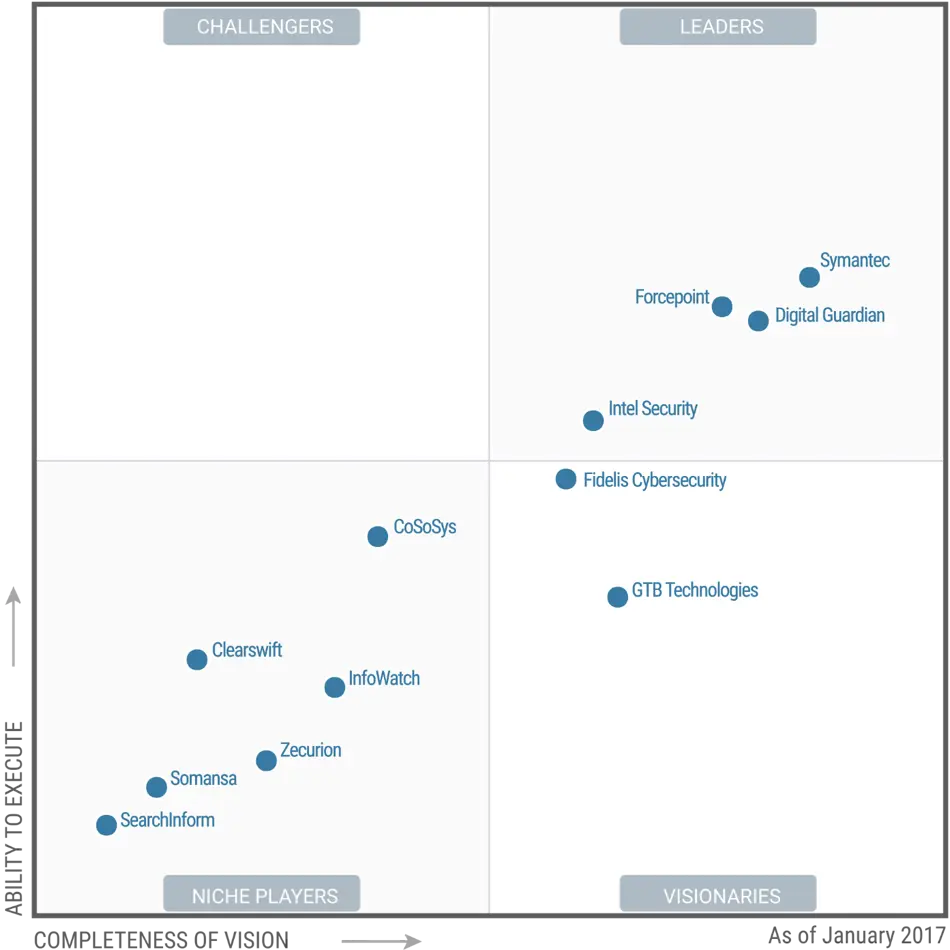 CHALLENGERS
LEADERS
Symantec
Forcepoint
Digital Guardian
Intel Security
Fidelis Cybersecurity
CoSoSys
GTB Technologies
Clearswift
InfoWatch
Zecurion
Somansa
SearchInform
NICHE PLAYERS
VISIONARIES
ABILITY TO EXECUTE
COMPLETENESS OF VISION
As of January 2017